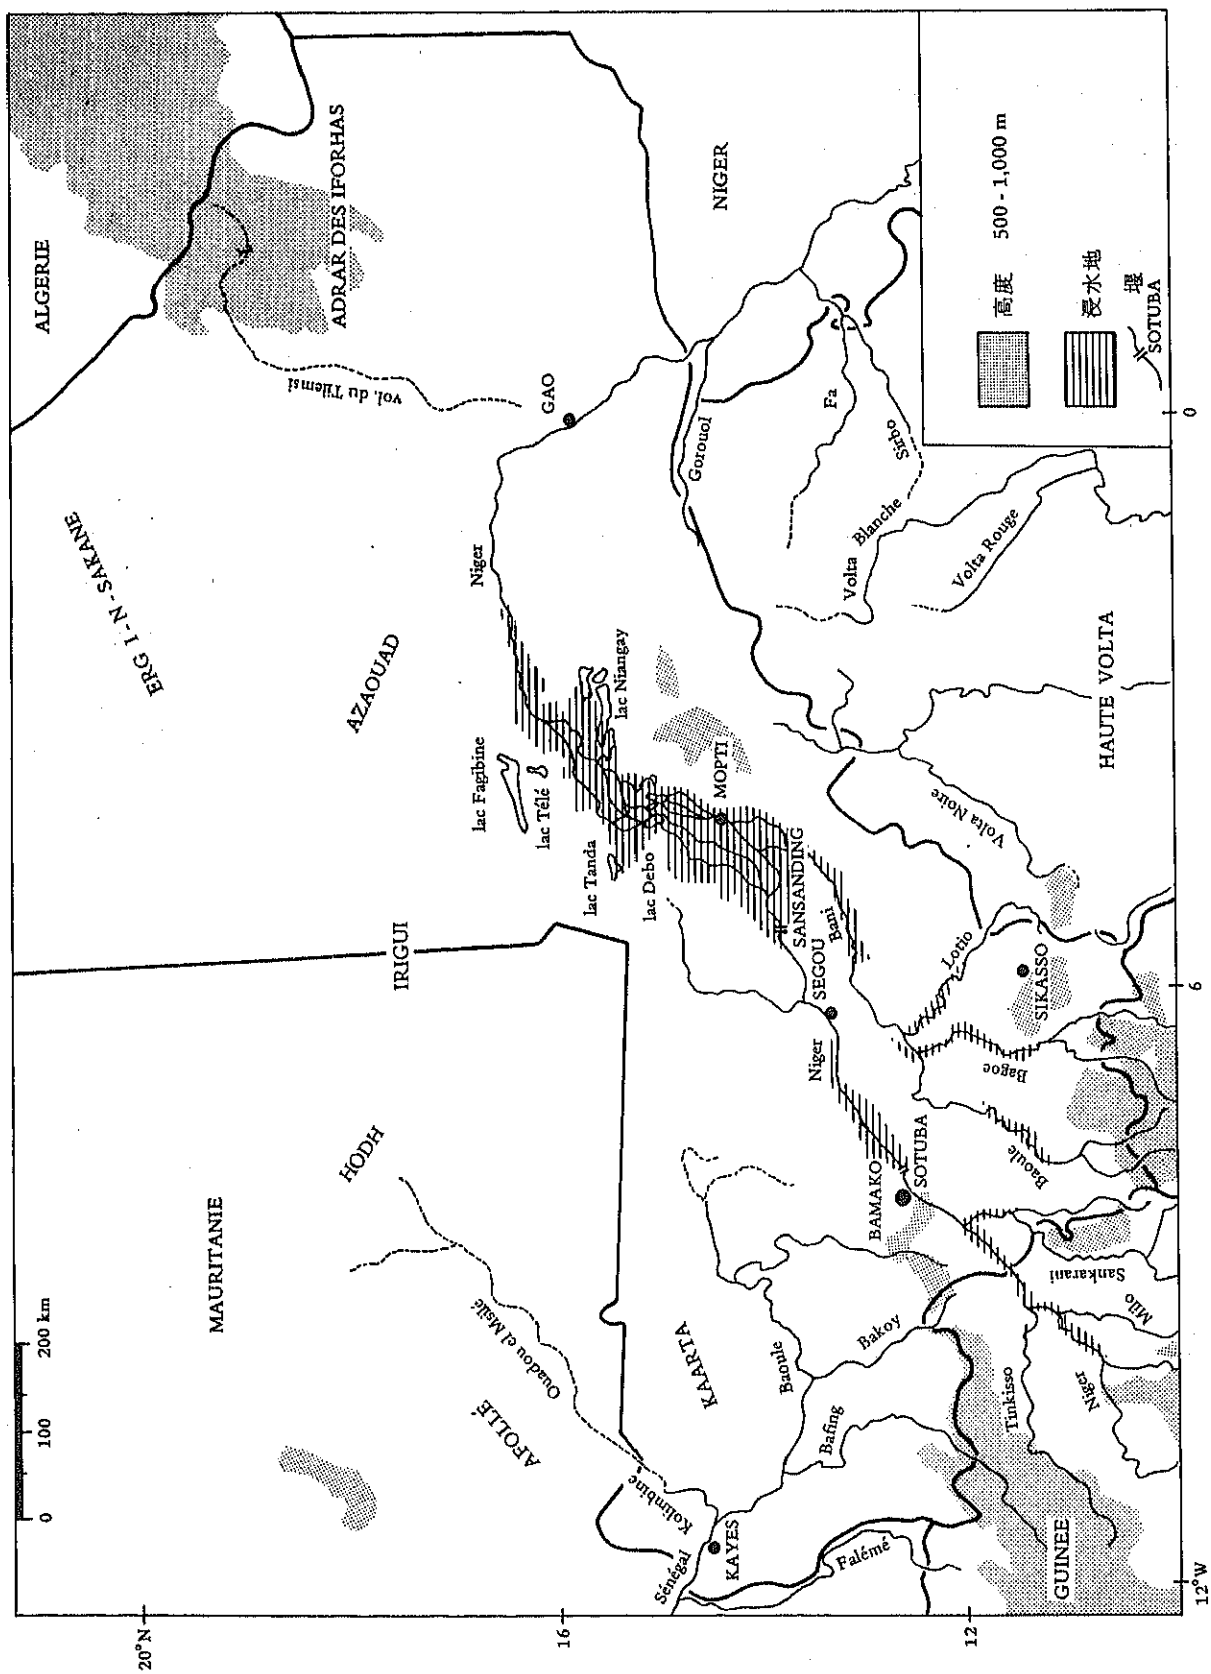 ALGERIE
20°N
ERG I-N-SAKANE
ADRAR DES IFORHAS
vol. du Tilemsi
AZAOUAD
MAURITANIE
HODH
IRIGUI
0 100 200 km
AFOLLÉ
Ouadou el Msilé
Kolimbine
16
lac Fagibine
lac Télé
lac Tanda
lac Debo
lac Niangay
Niger
GAO
NIGER
Sénégal
KAYES
KAARTA
Baoule
Bakoy
Bafing
Falémé
GUINEE
Tinkisso
Niger
Milo
Sankarani
BAMAKO
SOTUBA
Niger
SEGOU
SANSANDING
MOPTI
Bani
Baoule
Bagoe
Lotio
SIKASSO
Volta Noire
HAUTE VOLTA
Gorouol
Fa
Sirbo
Volta Blanche
Volta Rouge
12
12°W
6
0
高度 500 - 1,000 m
浸水地
堰
SOTUBA